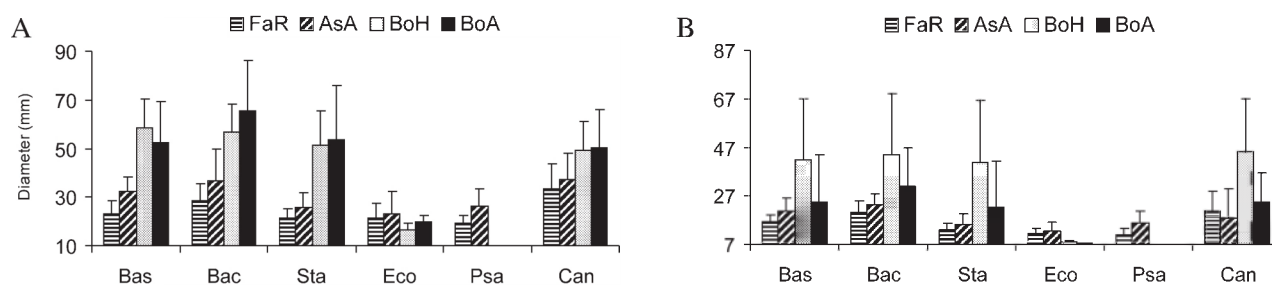 A
FaR AsA BoH BoA
Diameter (mm)
90
70
50
30
10
Bas Bac Sta Eco Psa Can
B
FaR AsA BoH BoA
87
67
47
27
7
Bas Bac Sta Eco Psa Can